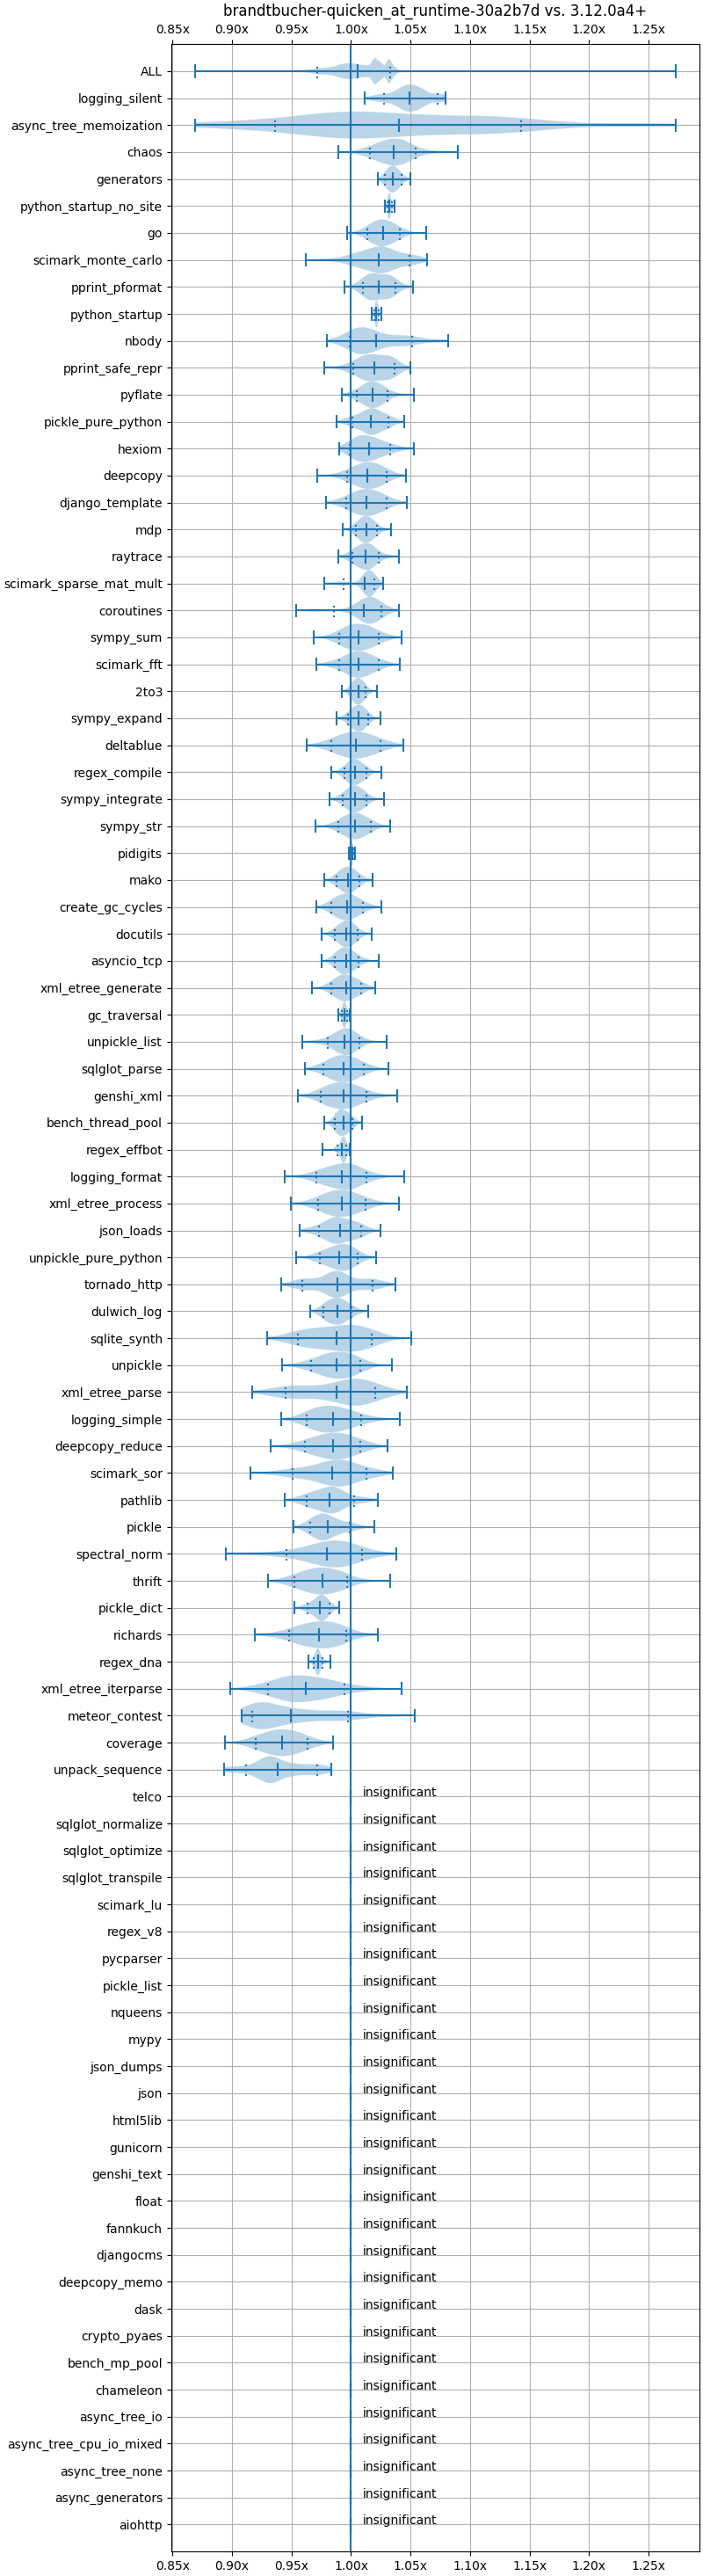 brandtbucher-quicken_at_runtime-30a2b7d vs. 3.12.0a4+
0.85x 0.90x 0.95x 1.00x 1.05x 1.10x 1.15x 1.20x 1.25x
ALL
logging_silent
async_tree_memoization
chaos
generators
python_startup_no_site
go
scimark_monte_carlo
pprint_pformat
python_startup
nbody
pprint_safe_repr
pyflate
pickle_pure_python
hexiom
deepcopy
django_template
mdp
raytrace
scimark_sparse_mat_mult
coroutines
sympy_sum
scimark_fft
2to3
sympy_expand
deltablue
regex_compile
sympy_integrate
sympy_str
pidigits
mako
create_gc_cycles
docutils
asyncio_tcp
xml_etree_generate
gc_traversal
unpickle_list
sqlglot_parse
genshi_xml
bench_thread_pool
regex_effbot
logging_format
xml_etree_process
json_loads
unpickle_pure_python
tornado_http
dulwich_log
sqlite_synth
unpickle
xml_etree_parse
logging_simple
deepcopy_reduce
scimark_sor
pathlib
pickle
spectral_norm
thrift
pickle_dict
richards
regex_dna
xml_etree_iterparse
meteor_contest
coverage
unpack_sequence
telco insignificant
sqlglot_normalize insignificant
sqlglot_optimize insignificant
sqlglot_transpile insignificant
scimark_lu insignificant
regex_v8 insignificant
pycparser insignificant
pickle_list insignificant
nqueens insignificant
mypy insignificant
json_dumps insignificant
json insignificant
html5lib insignificant
gunicorn insignificant
genshi_text insignificant
float insignificant
fannkuch insignificant
djangocms insignificant
deepcopy_memo insignificant
dask insignificant
crypto_pyaes insignificant
bench_mp_pool insignificant
chameleon insignificant
async_tree_io insignificant
async_tree_cpu_io_mixed insignificant
async_tree_none insignificant
async_generators insignificant
aiohttp insignificant
0.85x 0.90x 0.95x 1.00x 1.05x 1.10x 1.15x 1.20x 1.25x